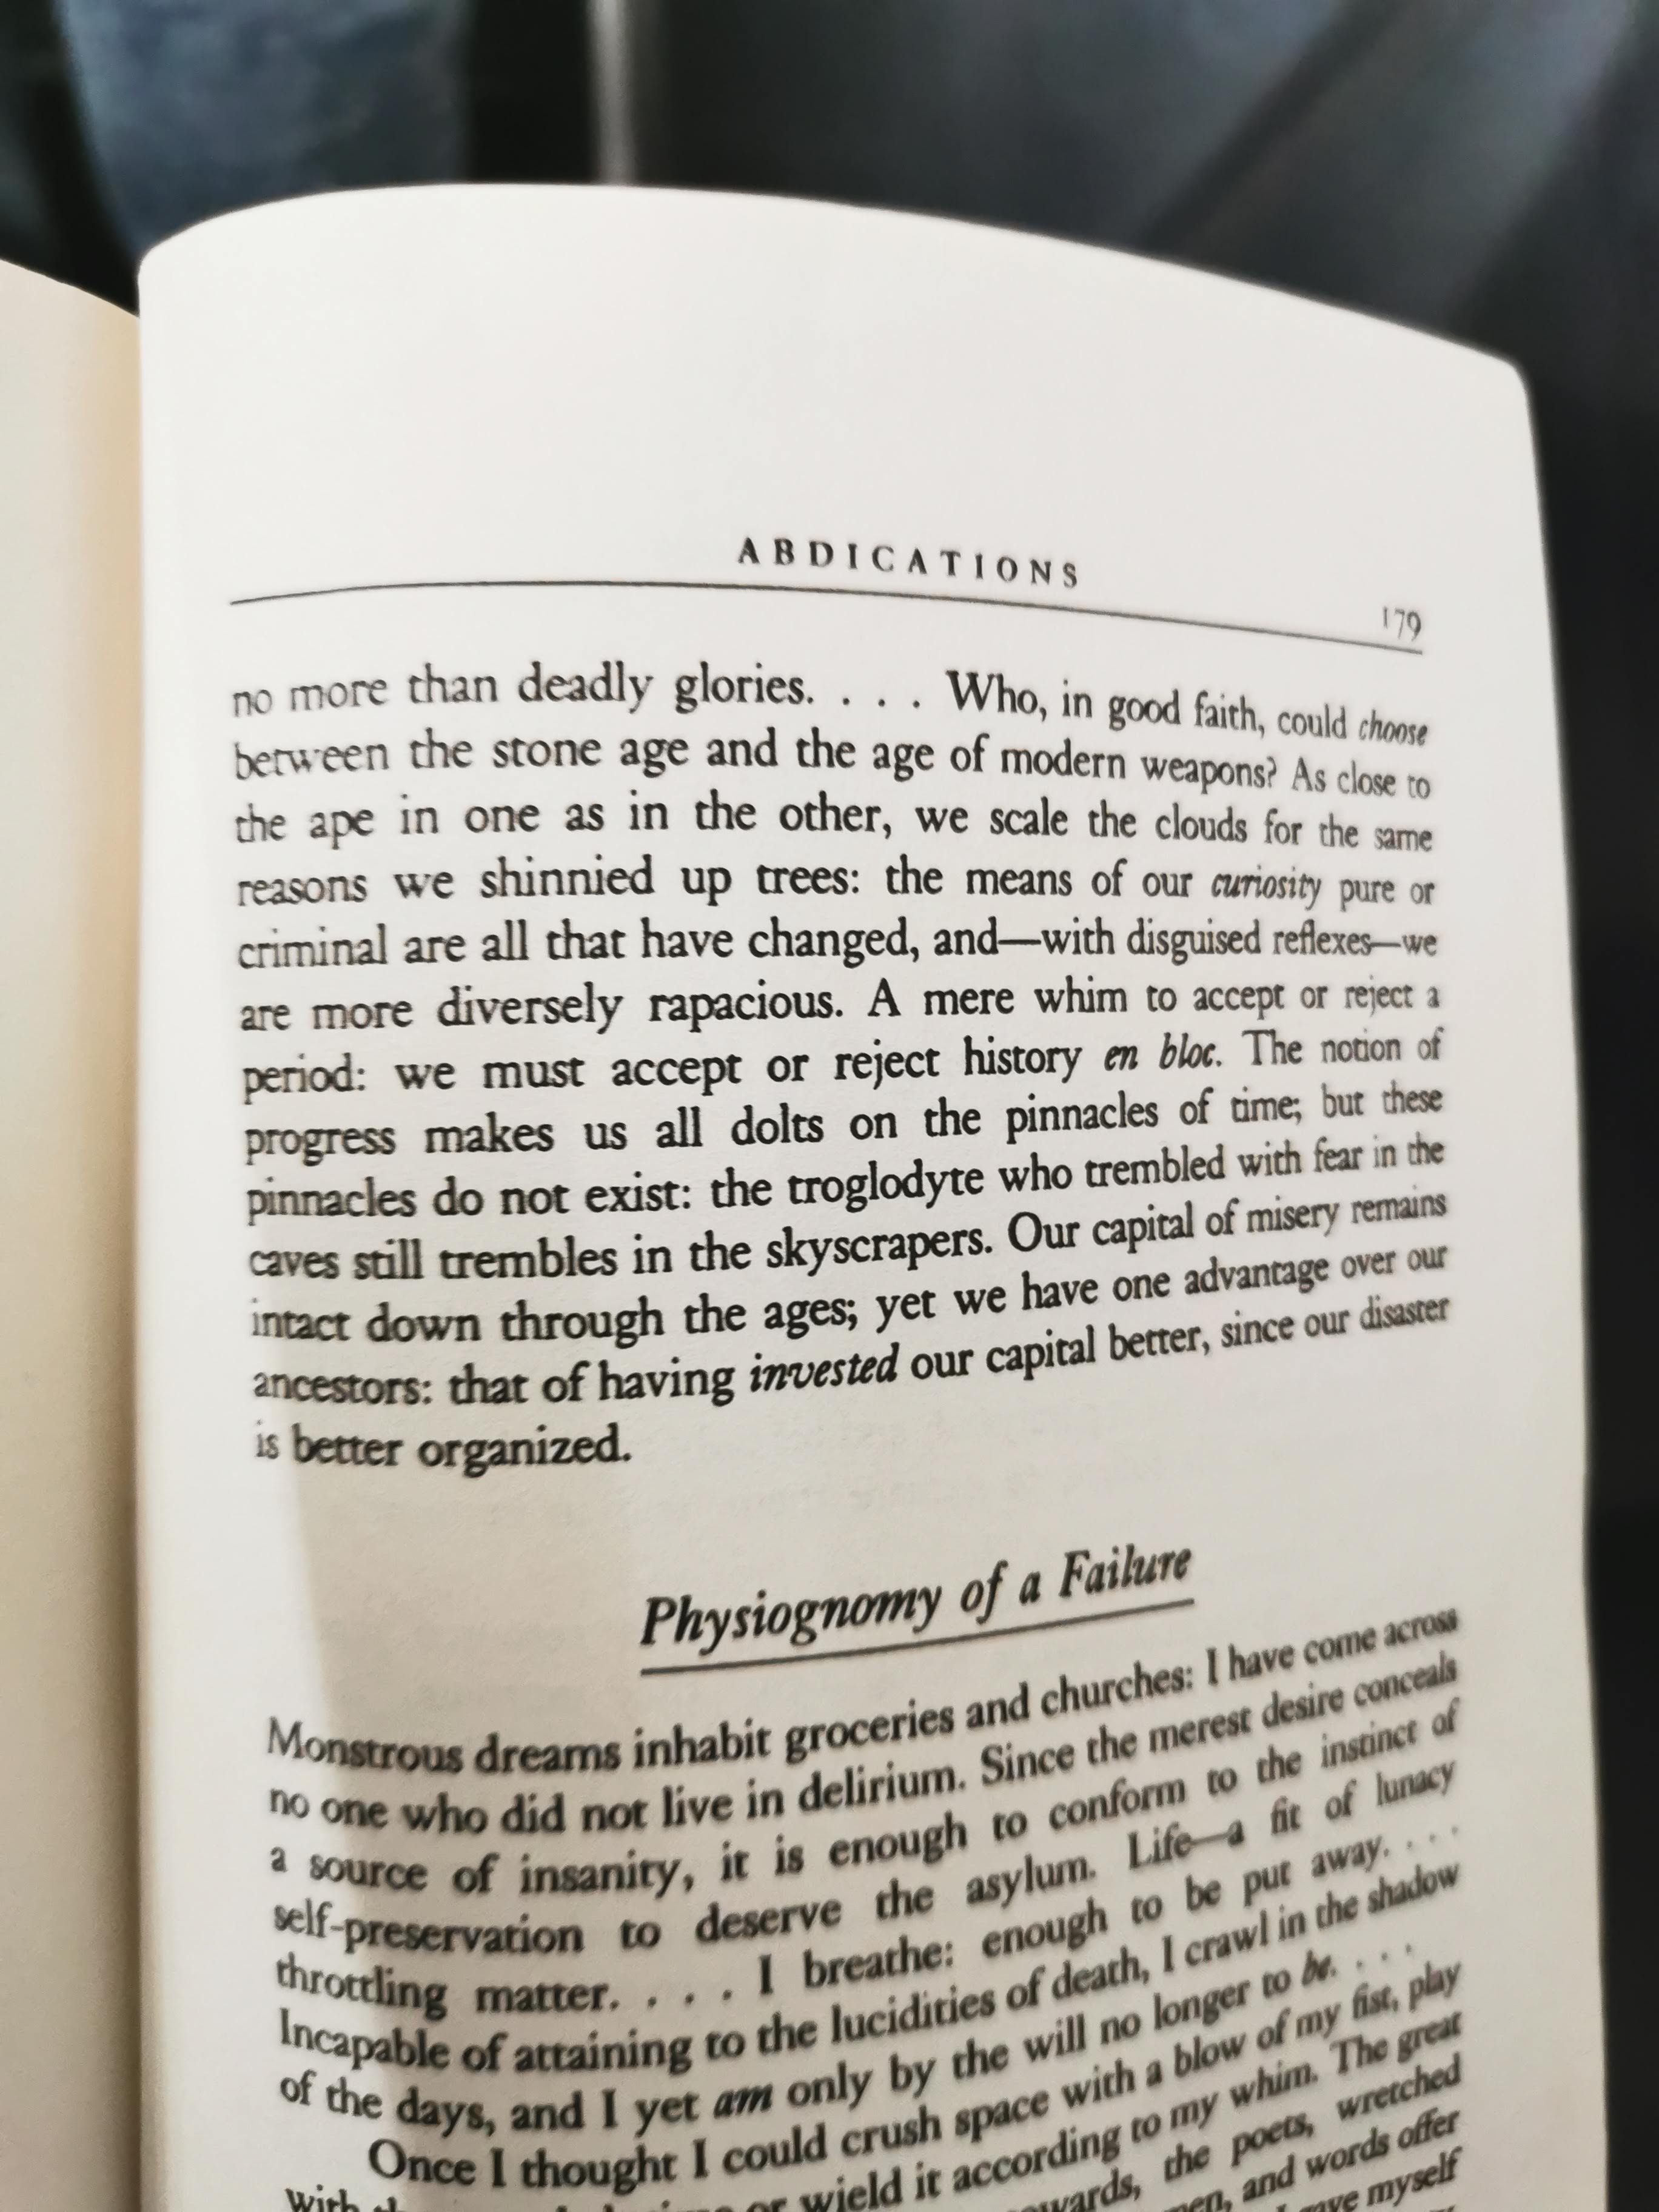 ABDICATIONS
179
no more than deadly glories. . . . Who, in good faith, could choose
between the stone age and the age of modern weapons? As close to
the ape in one as in the other, we scale the clouds for the same
reasons we shinnied up trees: the means of our curiosity pure or
criminal are all that have changed, and—with disguised reflexes—we
are more diversely rapacious. A mere whim to accept or reject a
period: we must accept or reject history en bloc. The notion of
progress makes us all dolts on the pinnacles of time; but these
pinnacles do not exist: the troglodyte who trembled with fear in the
caves still trembles in the skyscrapers. Our capital of misery remains
intact down through the ages; yet we have one advantage over our
ancestors: that of having invested our capital better, since our disaster
is better organized.
Physiognomy of a Failure
Monstrous dreams inhabit groceries and churches: I have come across
no one who did not live in delirium. Since the merest desire conceals
a source of insanity, it is enough to conform to the instinct of
self-preservation to deserve the asylum. Life—a fit of lunacy
throttling matter. . . . I breathe: enough to be put away. . . .
Incapable of attaining to the lucidities of death, I crawl in the shadow
of the days, and I yet am only by the will no longer to be. . . .
Once I thought I could crush space with a blow of my fist, play
with or wield it according to my whim. The great
the poets, wretched
and words offer
myself